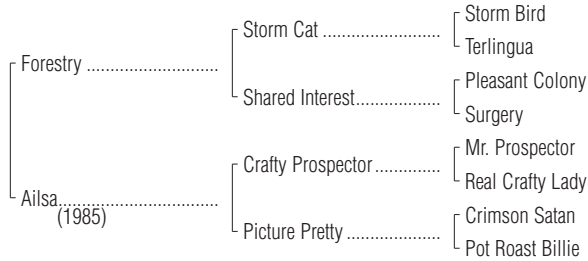 Storm Bird
Storm Cat ..............................
Terlingua
Forestry ..................................
Pleasant Colony
Shared Interest.....................
Surgery
Mr. Prospector
Crafty Prospector................
Real Crafty Lady
Ailsa..................................
(1985)
Crimson Satan
Picture Pretty .......................
Pot Roast Billie